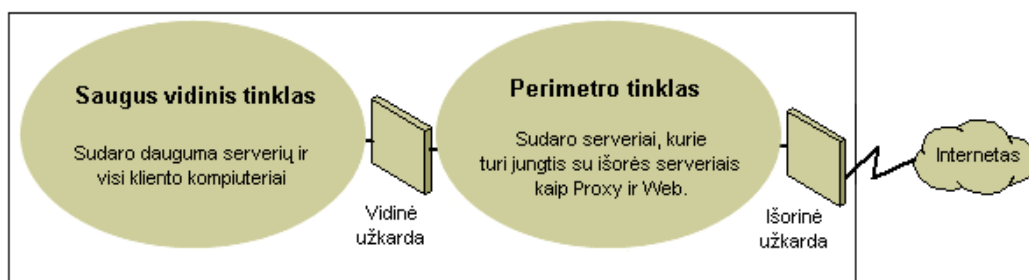 Saugus vidinis tinklas
Sudaro dauguma serverių ir
visi kliento kompiuteriai
Vidinė
užkarda
Perimetro tinklas
Sudaro serveriai, kurie
turi jungtis su išorės serveriais
kaip Proxy ir Web.
Išorinė
užkarda
Internetas